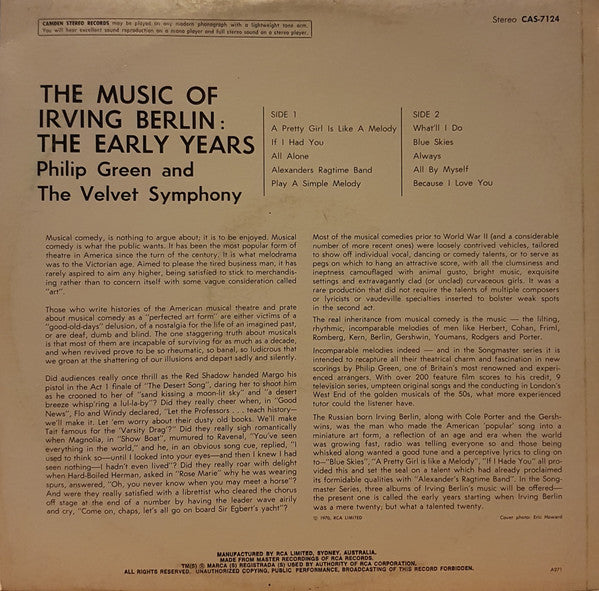 CAMDEN STEREO RECORDS may be played on any modern phonograph with a lightweight tone arm.
You will hear excellent sound reproduction on a mono player and full stereo sound on a stereo player.
Stereo CAS-7124
THE MUSIC OF
IRVING BERLIN:
THE EARLY YEARS
Philip Green and
The Velvet Symphony
SIDE 1
A Pretty Girl Is Like A Melody
If I Had You
All Alone
Alexanders Ragtime Band
Play A Simple Melody
SIDE 2
What'll I Do
Blue Skies
Always
All By Myself
Because I Love You
Musical comedy, is nothing to argue about; it is to be enjoyed. Musical
comedy is what the public wants. It has been the most popular form of
theatre in America since the turn of the century. It is what melodrama
was to the Victorian age. Aimed to please the tired business man, it has
rarely aspired to aim any higher, being satisfied to stick to merchandis-
ing rather than to concern itself with some vague consideration called
"art".
Those who write histories of the American musical theatre and prate
about musical comedy as a "perfected art form" are either victims of a
"good-old-days" delusion, of a nostalgia for the life of an imagined past,
or are deaf, dumb and blind. The one staggering truth about musicals
is that most of them are incapable of surviving for as much as a decade,
and when revived prove to be so rheumatic, so banal, so ludicrous that
we groan at the shattering of our illusions and depart sadly and silently.
Did audiences really once thrill as the Red Shadow handed Margo his
pistol in the Act I finale of "The Desert Song", daring her to shoot him
as he crooned to her of "sand kissing a moon-lit sky" and "a desert
breeze whisp'ring a lul-la-by"? Did they really cheer when, in "Good
News", Flo and Windy declared, "Let the Professors . . . teach history—
we'll make it. Let 'em worry about their dusty old books. We'll make
Tait famous for the 'Varsity Drag'?" Did they really sigh romantically
when Magnolia, in "Show Boat", mumured to Ravenal, "You've seen
everything in the world," and he, in an obvious song cue, replied, "I
used to think so—until I looked into your eyes—and then I knew I had
seen nothing—I hadn't even lived"? Did they really roar with delight
when Hard-Boiled Herman, asked in "Rose Marie" why he was wearing
spurs, answered, "Oh, you never know when you may meet a horse"?
And were they really satisfied with a librettist who cleared the chorus
off stage at the end of a number by having the leader wave airily
and cry, "Come on, chaps, let's all go on board Sir Egbert's yacht"?
Most of the musical comedies prior to World War II (and a considerable
number of more recent ones) were loosely contrived vehicles, tailored
to show off individual vocal, dancing or comedy talents, or to serve as
pegs on which to hang an attractive score, with all the clumsiness and
ineptness camouflaged with animal gusto, bright music, exquisite
settings and extravagantly clad (or unclad) curvaceous girls. It was a
rare production that did not require the talents of multiple composers
or lyricists or vaudeville specialties inserted to bolster weak spots
in the second act.
The real inheritance from musical comedy is the music — the lilting,
rhythmic, incomparable melodies of men like Herbert, Cohan, Friml,
Romberg, Kern, Berlin, Gershwin, Youmans, Rodgers and Porter.
Incomparable melodies indeed — and in the Songmaster series it is
intended to recapture all their theatrical charm and fascination in new
scorings by Philip Green, one of Britain's most renowned and experi-
enced arrangers. With over 200 feature film scores to his credit, 9
television series, umpteen original songs and the conducting in London's
West End of the golden musicals of the 50s, what more experienced
tutor could the listener have.
The Russian born Irving Berlin, along with Cole Porter and the Gersh-
wins, was the man who made the American 'popular' song into a
miniature art form, a reflection of an age and era when the world
was growing fast, radio was telling everyone so and those being
whisked along wanted a good tune and a perceptive lyrics to cling on
to—"Blue Skies", "A Pretty girl is like a Melody", "If I Hade You" all pro-
vided this and set the seal on a talent which had already proclaimed
its formidable qualities with "Alexander's Ragtime Band". In the Song-
master Series, three albums of Irving Berlin's music will be offered—
the present one is called the early years starting when Irving Berlin
was a mere twenty; but what a talented twenty.
Ⓟ 1970, RCA LIMITED
Cover photo: Eric Howard
MANUFACTURED BY RCA LIMITED, SYDNEY, AUSTRALIA.
MADE FROM MASTER RECORDINGS OF RCA RECORDS.
TM(S) ® MARCA (S) REGISTRADA (S) USED BY AUTHORITY OF RCA CORPORATION.
ALL RIGHTS RESERVED. UNAUTHORIZED COPYING, PUBLIC PERFORMANCE, BROADCASTING OF THIS RECORD FORBIDDEN.
A271